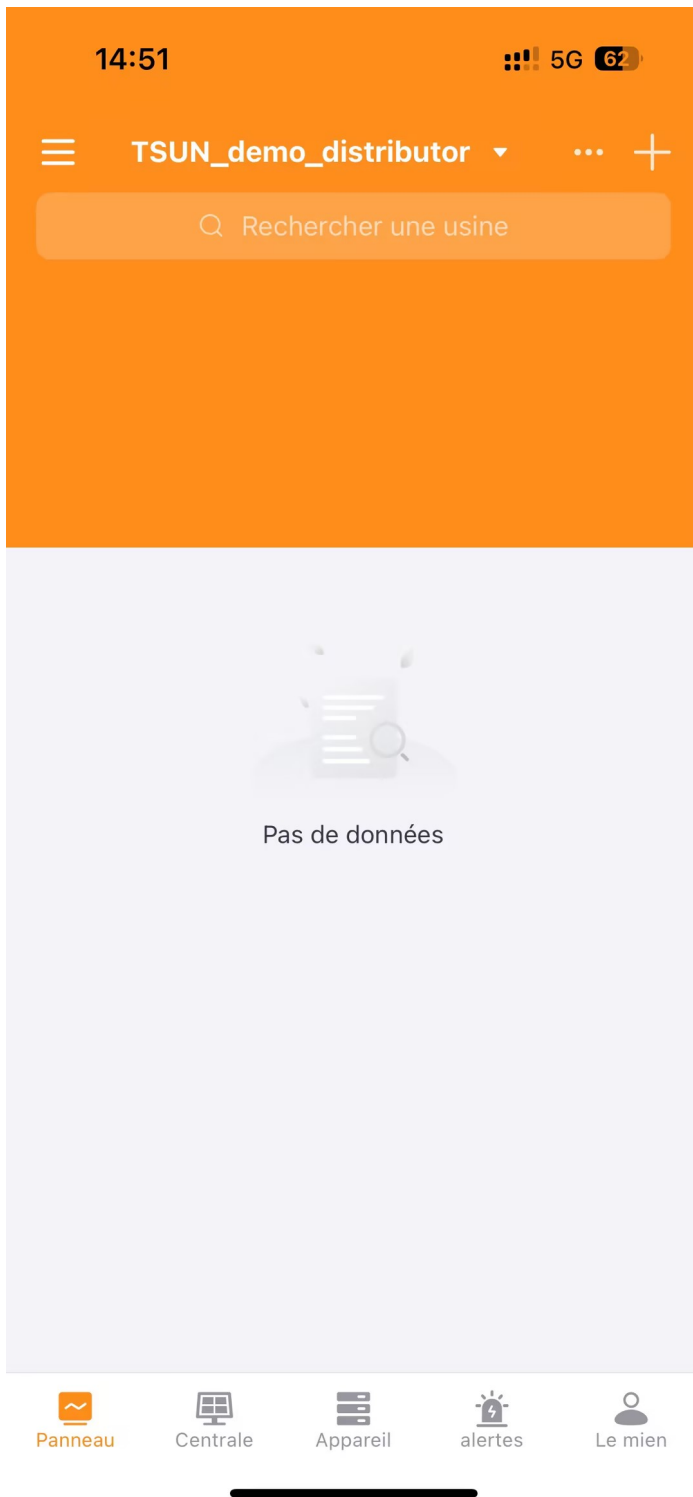 14:51 5G 62
TSUN_demo_distributor
Rechercher une usine
Pas de données
Panneau Centrale Appareil alertes Le mien